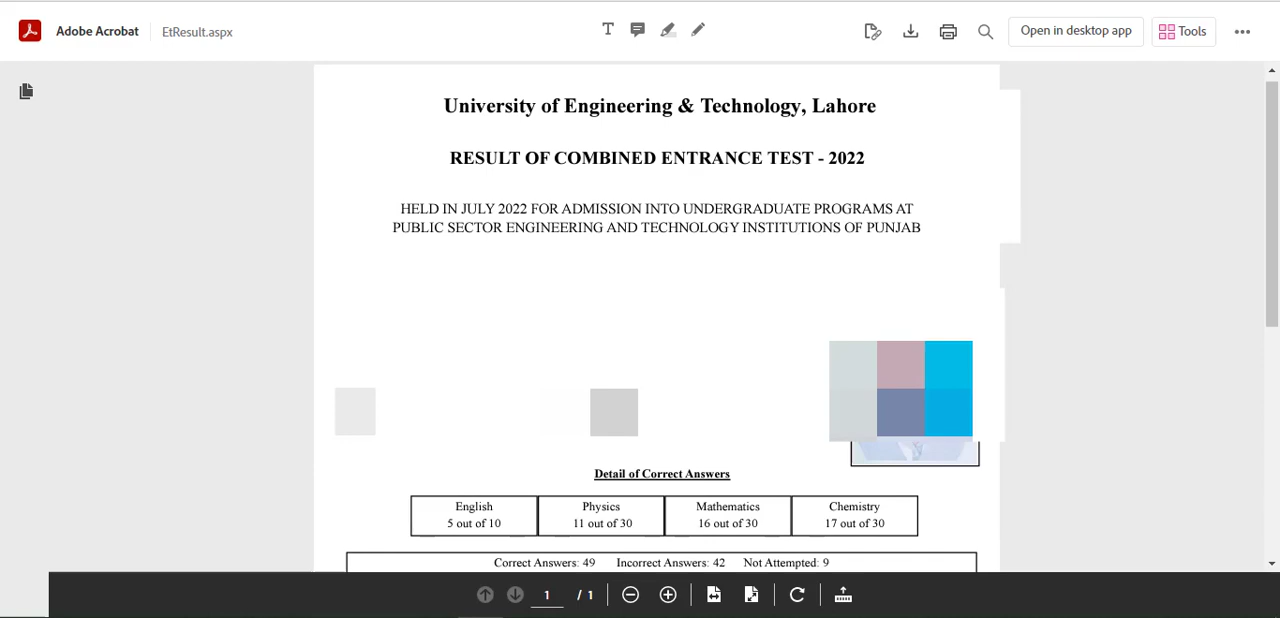 Adobe Acrobat EtResult.aspx T Open in desktop app Tools
University of Engineering & Technology, Lahore
RESULT OF COMBINED ENTRANCE TEST - 2022
HELD IN JULY 2022 FOR ADMISSION INTO UNDERGRADUATE PROGRAMS AT
PUBLIC SECTOR ENGINEERING AND TECHNOLOGY INSTITUTIONS OF PUNJAB
Detail of Correct Answers
English Physics Mathematics Chemistry
5 out of 10 11 out of 30 16 out of 30 17 out of 30
Correct Answers: 49 Incorrect Answers: 42 Not Attempted: 9
1 / 1